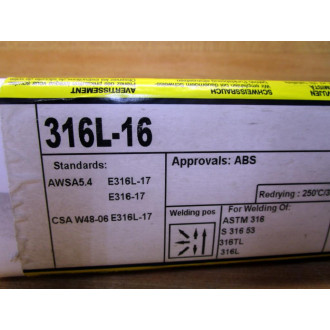 AVERTISSEMENT
SCHWEISSRAUCH
316L-16
Standards:
AWSA5.4 E316L-17
E316-17
CSA W48-06 E316L-17
Approvals: ABS
Redrying : 250°C/3
Welding pos
For Welding Of:
ASTM 316
S 316 53
316TL
316L